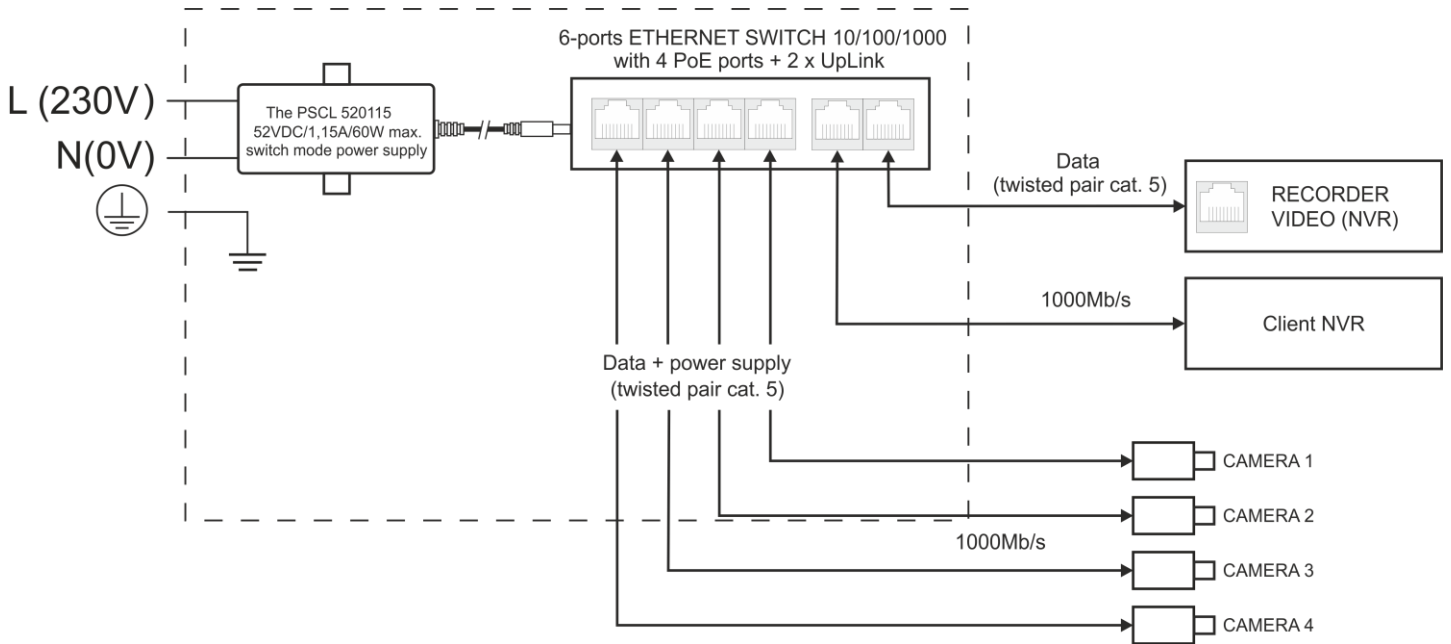 6-ports ETHERNET SWITCH 10/100/1000
with 4 PoE ports + 2 x UpLink
L (230V)
N(0V)
The PSCL 520115
52VDC/1,15A/60W max.
switch mode power supply
Data
(twisted pair cat. 5)
RECORDER
VIDEO (NVR)
1000Mb/s
Client NVR
Data + power supply
(twisted pair cat. 5)
CAMERA 1
CAMERA 2
1000Mb/s
CAMERA 3
CAMERA 4